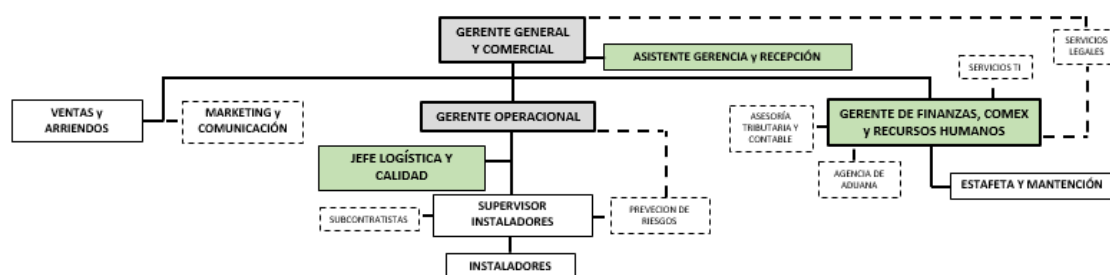 GERENTE GENERAL
Y COMERCIAL
SERVICIOS
LEGALES
ASISTENTE GERENCIA y RECEPCIÓN
SERVICIOS TI
VENTAS y
ARRIENDOS
MARKETING y
COMUNICACIÓN
GERENTE OPERACIONAL
ASESORÍA
TRIBUTARIA Y
CONTABLE
GERENTE DE FINANZAS, COMEX
y RECURSOS HUMANOS
JEFE LOGÍSTICA Y
CALIDAD
AGENCIA DE
ADUANA
ESTAFETA Y MANTENCIÓN
SUBCONTRATISTAS
SUPERVISOR
INSTALADORES
PREVECION DE
RIESGOS
INSTALADORES